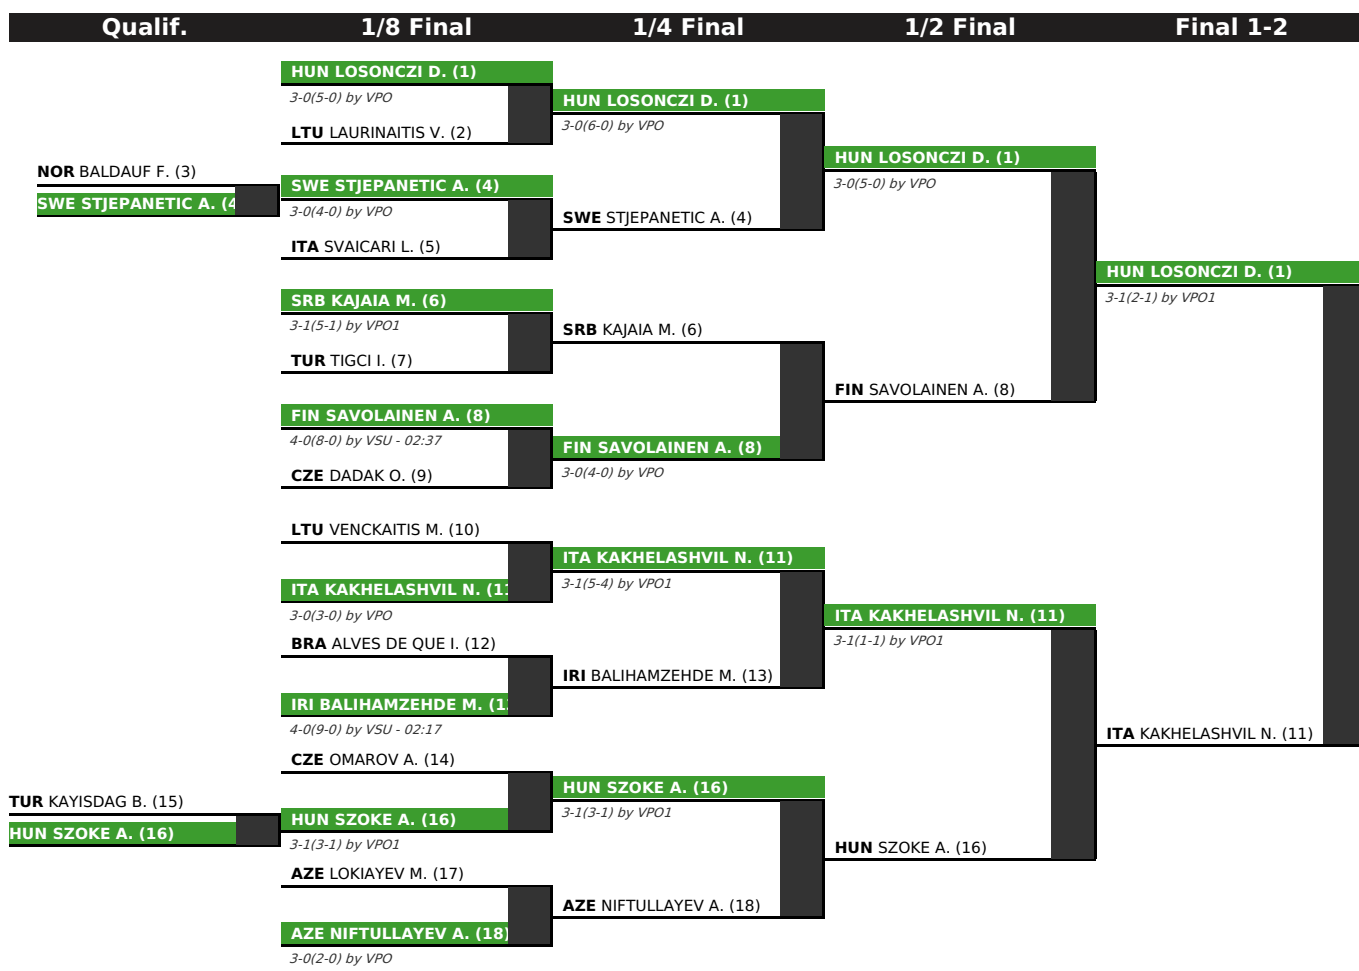 Qualif. 1/8 Final 1/4 Final 1/2 Final Final 1-2
NOR BALDAUF F. (3)
SWE STJEPANETIC A. (4
TUR KAYISDAG B. (15)
HUN SZOKE A. (16)
HUN LOSONCZI D. (1)
3-0(5-0) by VPO
LTU LAURINAITIS V. (2)
SWE STJEPANETIC A. (4)
3-0(4-0) by VPO
ITA SVAICARI L. (5)
SRB KAJAIA M. (6)
3-1(5-1) by VPO1
TUR TIGCI I. (7)
FIN SAVOLAINEN A. (8)
4-0(8-0) by VSU - 02:37
CZE DADAK O. (9)
LTU VENCKAITIS M. (10)
ITA KAKHELASHVIL N. (11
3-0(3-0) by VPO
BRA ALVES DE QUE I. (12)
IRI BALIHAMZEHDE M. (1
4-0(9-0) by VSU - 02:17
CZE OMAROV A. (14)
HUN SZOKE A. (16)
3-1(3-1) by VPO1
AZE LOKIAYEV M. (17)
AZE NIFTULLAYEV A. (18)
3-0(2-0) by VPO
HUN LOSONCZI D. (1)
3-0(6-0) by VPO
SWE STJEPANETIC A. (4)
SRB KAJAIA M. (6)
FIN SAVOLAINEN A. (8)
3-0(4-0) by VPO
ITA KAKHELASHVIL N. (11)
3-1(5-4) by VPO1
IRI BALIHAMZEHDE M. (13)
HUN SZOKE A. (16)
3-1(3-1) by VPO1
AZE NIFTULLAYEV A. (18)
HUN LOSONCZI D. (1)
3-0(5-0) by VPO
FIN SAVOLAINEN A. (8)
ITA KAKHELASHVIL N. (11)
3-1(1-1) by VPO1
HUN SZOKE A. (16)
HUN LOSONCZI D. (1)
3-1(2-1) by VPO1
ITA KAKHELASHVIL N. (11)